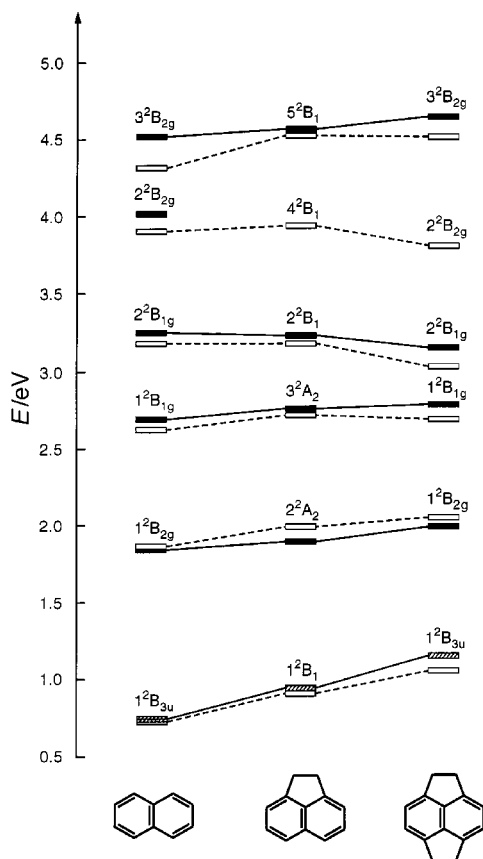 5.0
3²B₂g 5²B₁ 3²B₂g
4.5
2²B₂g 4²B₁ 2²B₂g
4.0
3.5
2²B₁g 2²B₁ 2²B₁g
3.0
1²B₁g 3²A₂ 1²B₁g
2.5
1²B₂g 2²A₂ 1²B₂g
2.0
1.5
1²B₃u 1²B₁ 1²B₃u
1.0
0.5
E/eV